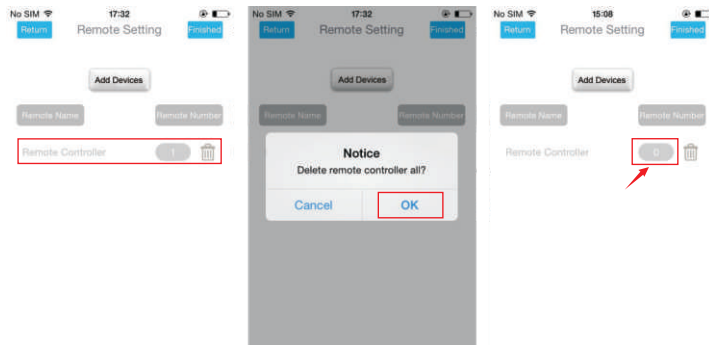 No SIM 17:32
Return Remote Setting Finished
Add Devices
Remote Name Remote Number
Remote Controller 1
No SIM 17:32
Return Remote Setting Finished
Add Devices
Remote Name Remote Number
Notice
Delete remote controller all?
Cancel OK
No SIM 15:08
Return Remote Setting Finished
Add Devices
Remote Name Remote Number
Remote Controller 0